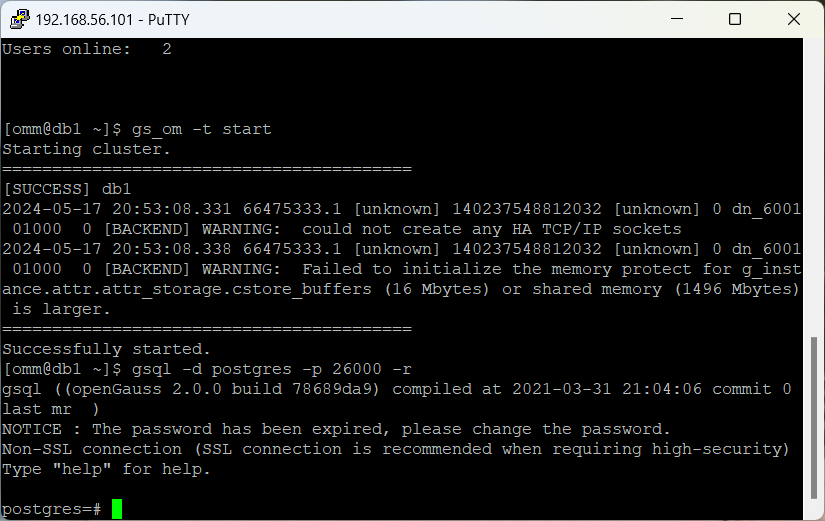 192.168.56.101 - PuTTY
Users online:   2
[omm@db1 ~]$ gs_om -t start
Starting cluster.
=========================================
[SUCCESS] db1
2024-05-17 20:53:08.331 66475333.1 [unknown] 140237548812032 [unknown] 0 dn_6001
 01000  0 [BACKEND] WARNING:  could not create any HA TCP/IP sockets
2024-05-17 20:53:08.338 66475333.1 [unknown] 140237548812032 [unknown] 0 dn_6001
 01000  0 [BACKEND] WARNING:  Failed to initialize the memory protect for g_inst
ance.attr.attr_storage.cstore_buffers (16 Mbytes) or shared memory (1496 Mbytes)
 is larger.
=========================================
Successfully started.
[omm@db1 ~]$ gsql -d postgres -p 26000 -r
gsql ((openGauss 2.0.0 build 78689da9) compiled at 2021-03-31 21:04:06 commit 0
last mr  )
NOTICE : The password has been expired, please change the password.
Non-SSL connection (SSL connection is recommended when requiring high-security)
Type "help" for help.
postgres=#